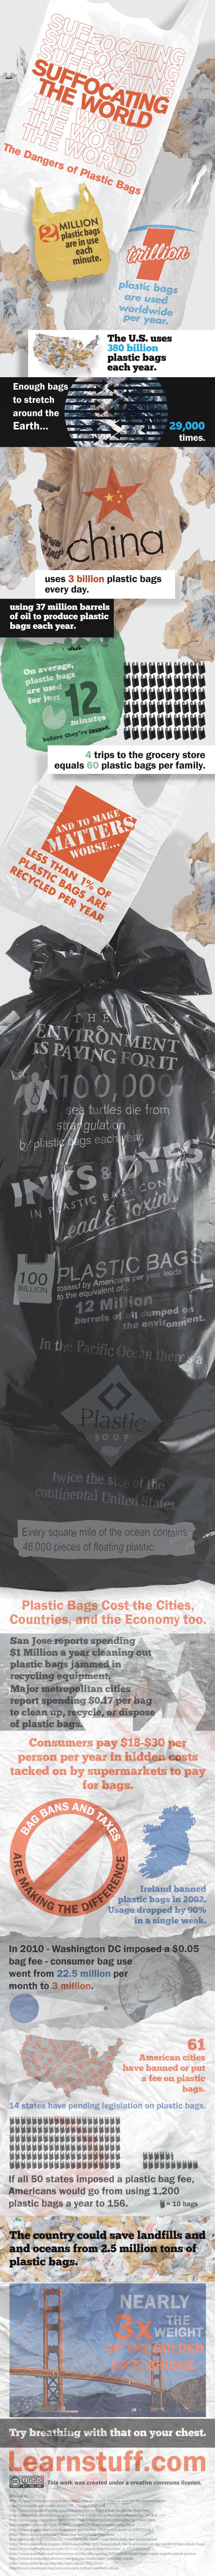 SUFFOCATING
SUFFOCATING
SUFFOCATING
SUFFOCATING
THE WORLD
THE WORLD
THE WORLD
THE WORLD
The Dangers of Plastic Bags
2 MILLION
plastic bags
are in use
each
minute.
1 trillion
plastic bags
are used
worldwide
per year.
The U.S. uses
380 billion
plastic bags
each year.
Enough bags
to stretch
around the
Earth...
29,000
times.
china
uses 3 billion plastic bags
every day.
using 37 million barrels
of oil to produce plastic
bags each year.
On average,
plastic bags
are used
for just
12
minutes
before they're tossed.
4 trips to the grocery store
equals 60 plastic bags per family.
AND TO MAKE
MATTERS
WORSE...
LESS THAN 1% OF
PLASTIC BAGS ARE
RECYCLED PER YEAR
THE
ENVIRONMENT
IS PAYING FOR IT
100,000
sea turtles die from
strangulation
by plastic bags each year.
INKS & DYES
IN PLASTIC BAGS CONTAIN
Lead & Toxins
100
BILLION
PLASTIC BAGS
tossed by Americans per year leads
to the equivalent of...
12 Million
barrels of oil dumped on
the environment.
In the Pacific Ocean there's a
Plastic
SOUP
twice the size of the
continental United States
Every square mile of the ocean contains
46,000 pieces of floating plastic.
Plastic Bags Cost the Cities,
Countries, and the Economy too.
San Jose reports spending
$1 Million a year cleaning out
plastic bags jammed in
recycling equipment.
Major metropolitan cities
report spending $0.17 per bag
to clean up, recycle, or dispose
of plastic bags.
Consumers pay $18-$30 per
person per year in hidden costs
tacked on by supermarkets to pay
for bags.
BAG BANS AND TAXES
ARE MAKING THE DIFFERENCE
Ireland banned
plastic bags in 2002.
Usage dropped by 90%
in a single week.
In 2010 - Washington DC imposed a $0.05
bag fee - consumer bag use
went from 22.5 million per
month to 3 million.
61
American cities
have banned or put
a fee on plastic
bags.
14 states have pending legislation on plastic bags.
If all 50 states imposed a plastic bag fee,
Americans would go from using 1,200
plastic bags a year to 156.
= 10 bags
The country could save landfills and
and oceans from 2.5 million tons of
plastic bags.
NEARLY
3x THE
WEIGHT
OF THE GOLDEN
GATE BRIDGE.
Try breathing with that on your chest.
reamstuff.com
This work was created under a creative commons license.